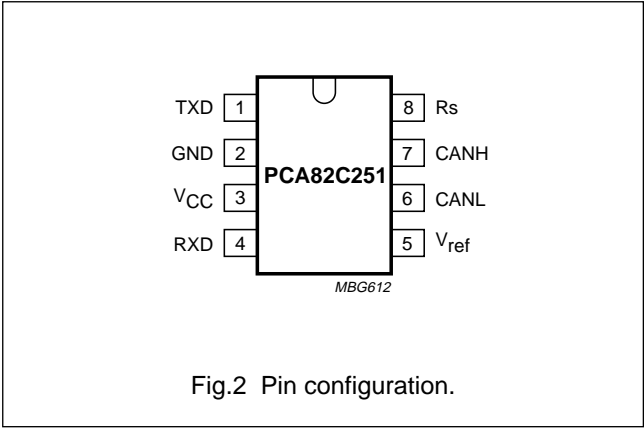 TXD 1 8 Rs
GND 2 7 CANH
PCA82C251
VCC 3 6 CANL
RXD 4 5 Vref
MBG612
Fig.2 Pin configuration.